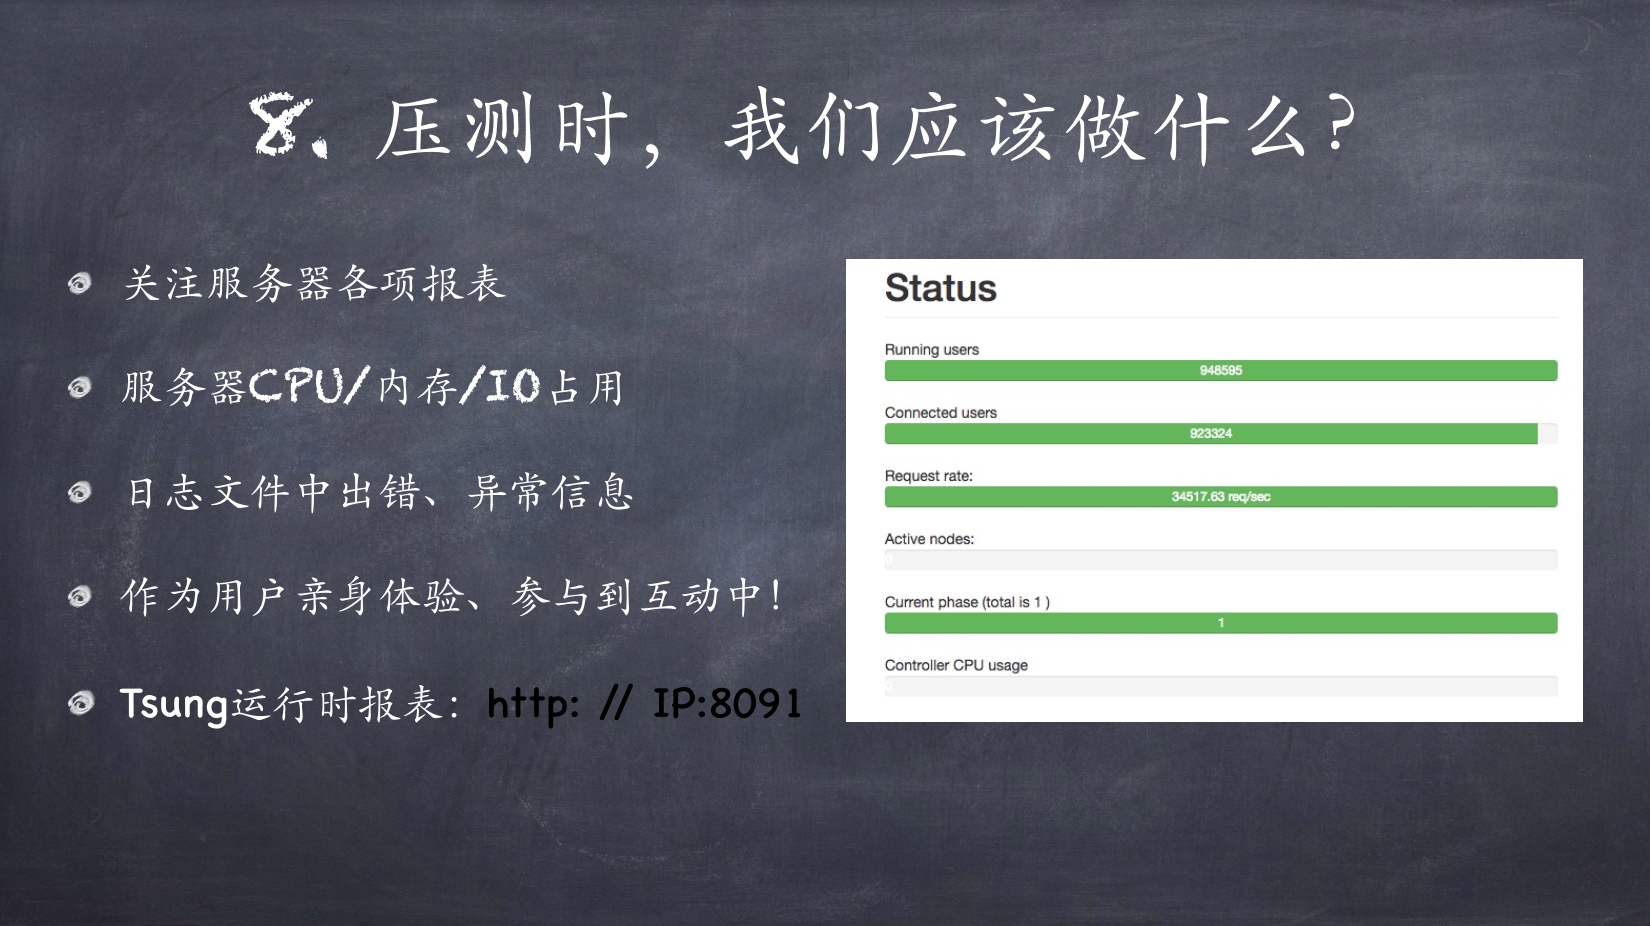 8. 压测时，我们应该做什么?
关注服务器各项报表
服务器CPU/内存/IO占用
日志文件中出错、异常信息
作为用户亲身体验、参与到互动中！
Tsung运行时报表： http: // IP:8091
Status
Running users
948595
Connected users
923324
Request rate:
34517.63 req/sec
Active nodes:
0
Current phase (total is 1 )
1
Controller CPU usage
0